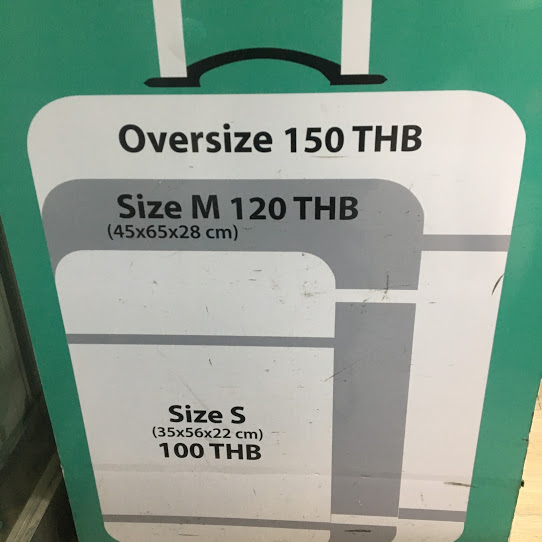 Oversize 150 THB
Size M 120 THB
(45x65x28 cm)
Size S
(35x56x22 cm)
100 THB